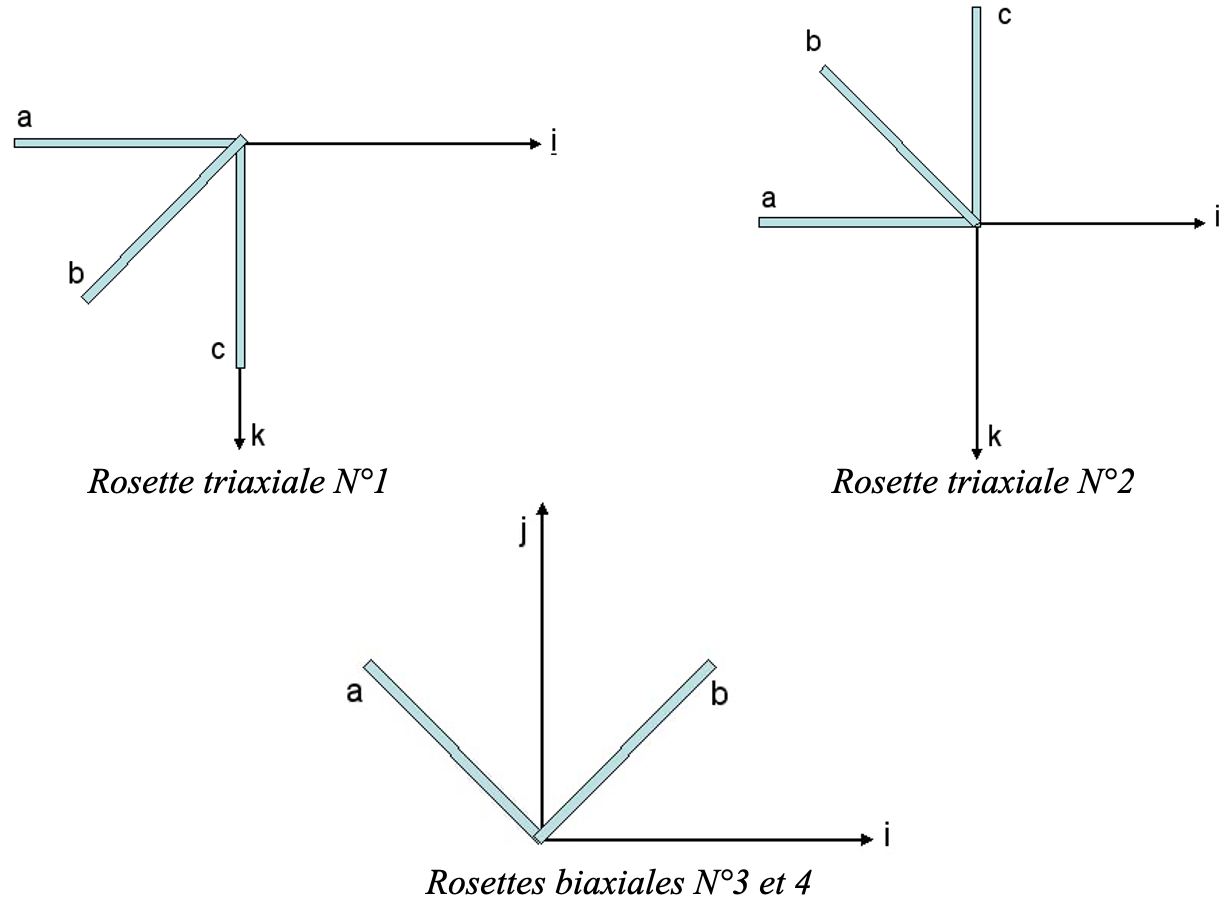 a
i
b
c
k
Rosette triaxiale N°1
c
b
a
i
k
Rosette triaxiale N°2
j
a
b
i
Rosettes biaxiales N°3 et 4